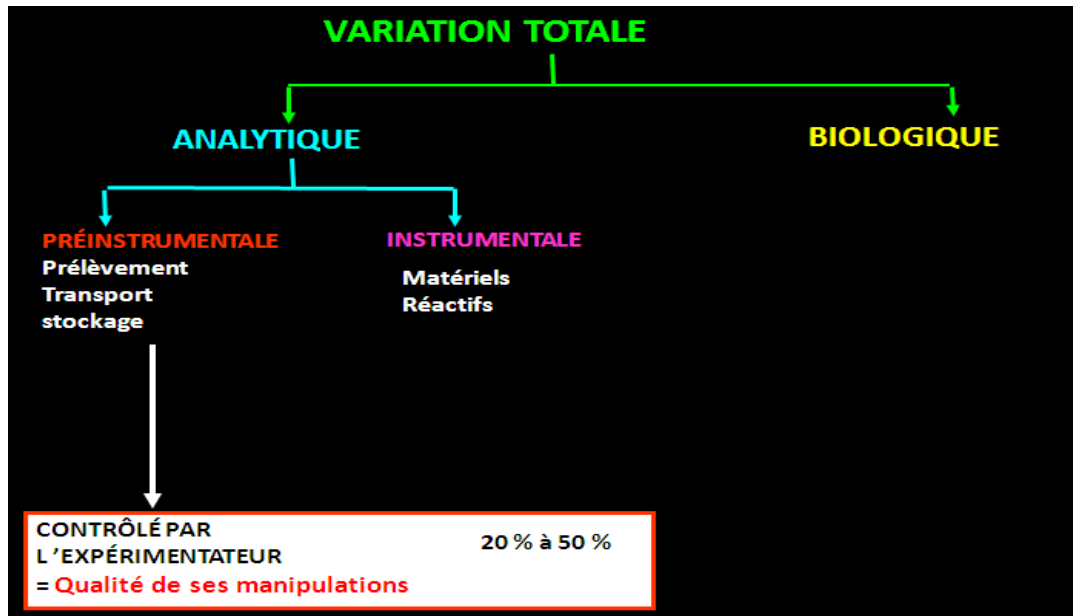 VARIATION TOTALE
ANALYTIQUE
BIOLOGIQUE
PRÉINSTRUMENTALE
Prélèvement
Transport
stockage
INSTRUMENTALE
Matériels
Réactifs
CONTRÔLÉ PAR
L ’EXPÉRIMENTATEUR
= Qualité de ses manipulations
20 % à 50 %